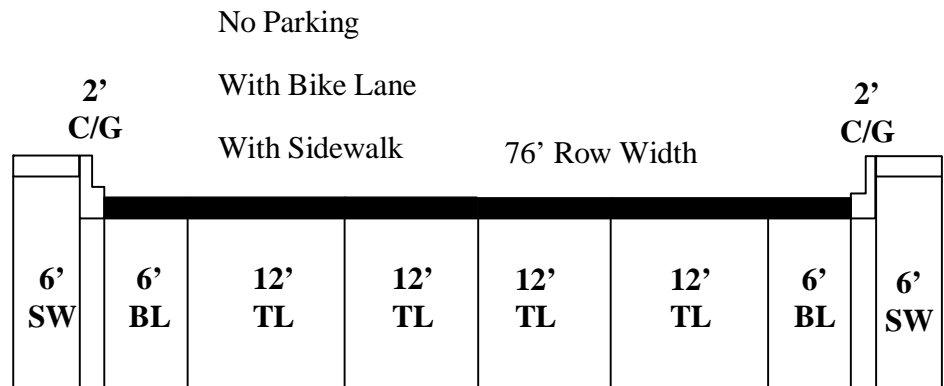 No Parking
With Bike Lane
With Sidewalk
76’ Row Width
2’
C/G
2’
C/G
6’
SW
6’
BL
12’
TL
12’
TL
12’
TL
12’
TL
6’
BL
6’
SW